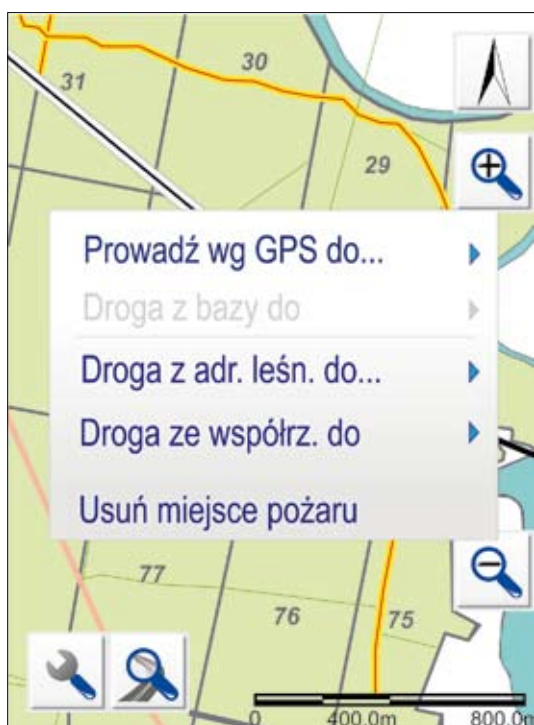 31
30
29
Prowadź wg GPS do...
Droga z bazy do
Droga z adr. leśn. do...
Droga ze współrz. do
Usuń miejsce pożaru
77
76
75
0 400.0m 800.0m